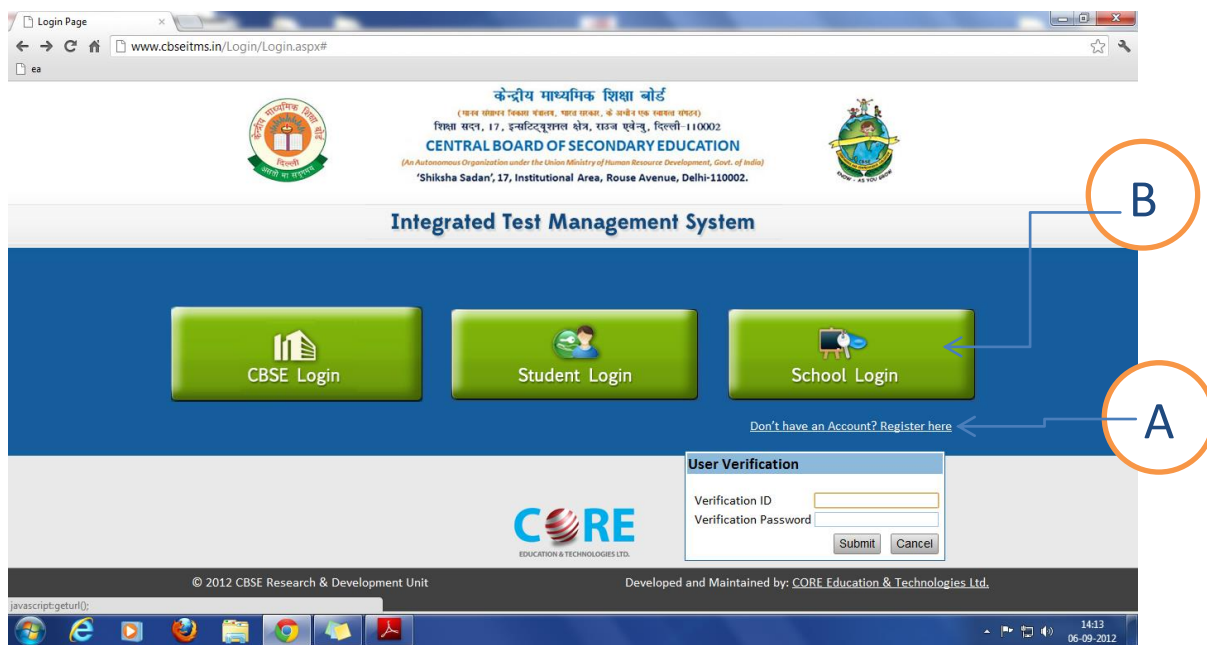 Login Page
www.cbseitms.in/Login/Login.aspx#
ea
केन्द्रीय माध्यमिक शिक्षा बोर्ड
शिक्षा सदन, 17, इन्सटिट्यूशनल क्षेत्र, राउज एवेन्यु, दिल्ली-110002
CENTRAL BOARD OF SECONDARY EDUCATION
(An Autonomous Organization under the Union Ministry of Human Resource Development, Govt. of India)
'Shiksha Sadan', 17, Institutional Area, Rouse Avenue, Delhi-110002.
B
Integrated Test Management System
CBSE Login
Student Login
School Login
Don't have an Account? Register here
A
User Verification
Verification ID
Verification Password
Submit Cancel
CORE
EDUCATION & TECHNOLOGIES LTD.
© 2012 CBSE Research & Development Unit
Developed and Maintained by: CORE Education & Technologies Ltd.
javascript:geturl();
14:13
06-09-2012